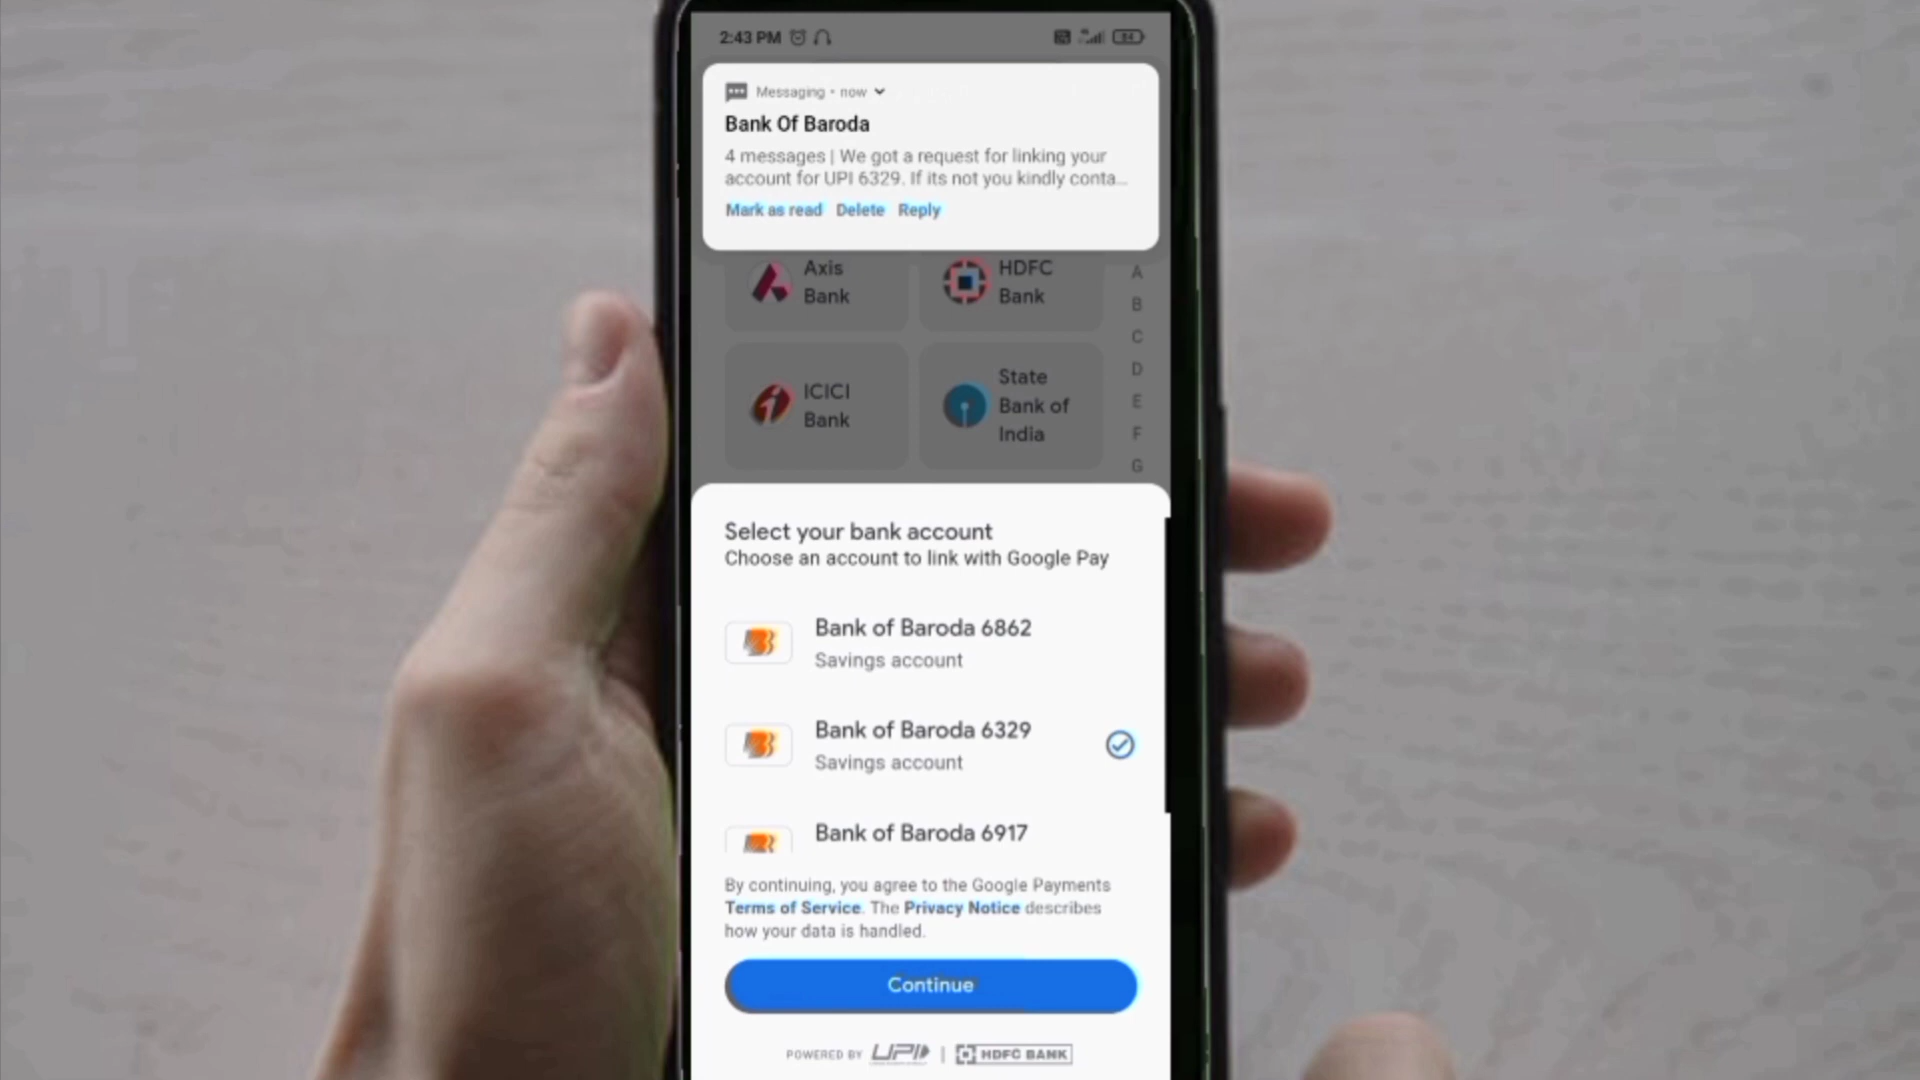 2:43 PM
84
Messaging • now
Bank Of Baroda
4 messages | We got a request for linking your
account for UPI 6329. If its not you kindly conta...
Mark as read Delete Reply
Axis
Bank
HDFC
Bank
ICICI
Bank
State
Bank of
India
A
B
C
D
E
F
G
Select your bank account
Choose an account to link with Google Pay
Bank of Baroda 6862
Savings account
Bank of Baroda 6329
Savings account
Bank of Baroda 6917
By continuing, you agree to the Google Payments
Terms of Service. The Privacy Notice describes
how your data is handled.
Continue
POWERED BY UPI | HDFC BANK